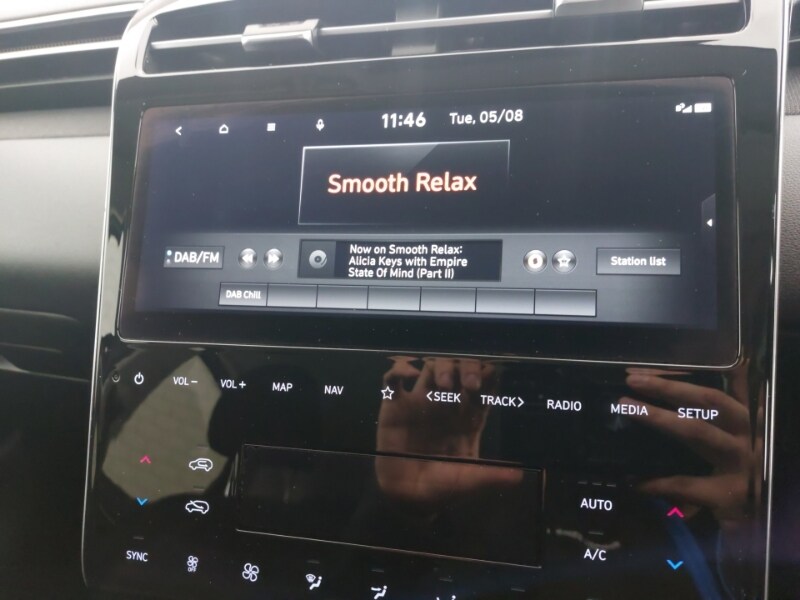 11:46 Tue, 05/08
Smooth Relax
DAB/FM
Now on Smooth Relax:
Alicia Keys with Empire
State Of Mind (Part II)
Station list
DAB Chill
VOL- VOL+ MAP NAV <SEEK TRACK> RADIO MEDIA SETUP
AUTO
SYNC OFF A/C